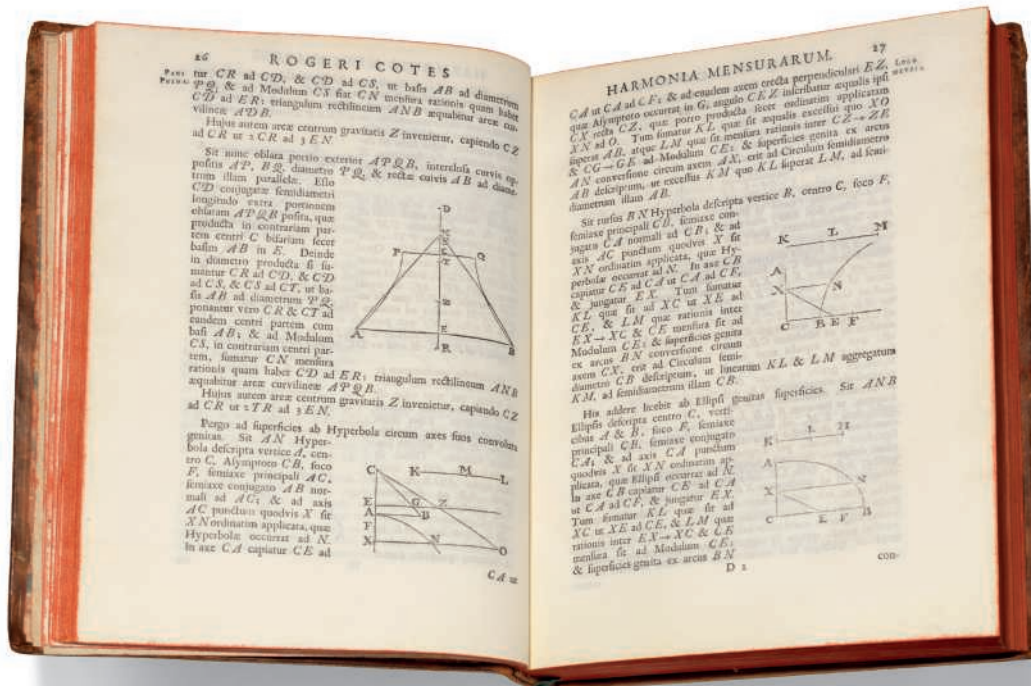 26
ROGERI COTES
PARS
PRIMA.
tur CR ad CD, & CD ad CS, ut basis AB ad diametrum
PQ; & ad Modulum CS fiat CN mensura rationis quam habet
CD ad ER: triangulum rectilineum ANB æquabitur areæ cur-
vilineæ ADB.
Hujus autem areæ centrum gravitatis Z invenietur, capiendo CZ
ad CR ut 2 CR ad 3 EN.
Sit nunc oblata portio exterior APQB, interclusa curvis op-
positis AP, BQ, diametro PQ, & rectæ cuivis AB ad diame-
trum illam parallelæ. Esto
CD conjugatæ semidiametri
longitudo extra portionem
oblatam APQB posita, quæ
producta in contrariam par-
tem centri C bifariam secet
basim AB in E. Deinde
in diametro producta si su-
mantur CR ad CD, & CD
ad CS, & CS ad CT, ut ba-
sis AB ad diametrum PQ;
ponantur vero CR & CT ad
eandem centri partem cum
basi AB; & ad Modulum
CS, in contrariam centri par-
tem, sumatur CN mensura
rationis quam habet CD ad ER: triangulum rectilineum ANB
æquabitur areæ curvilineæ APQB.
Hujus autem areæ centrum gravitatis Z invenietur, capiendo CZ
ad CR ut 2 TR ad 3 EN.
D
C
P
Q
T
B
A
E
R
B
Pergo ad superficies ab Hyperbola circum axes suos convoluta
genitas. Sit AN Hyper-
bola descripta vertice A, cen-
tro C, Asymptoto CB, foco
F, semiaxe principali AC,
semiaxe conjugato AB nor-
mali ad AC; & ad axis
AC punctum quodvis X sit
XN ordinatim applicata, quæ
Hyperbolæ occurrat ad N.
In axe CA capiatur CE ad
C K M L
E G Z
A B
F
X N O
CA ut
HARMONIA MENSURARUM.
27
LOGO
METRIA.
CA ut CA ad CF; & ad eundem axem erecta perpendiculari EZ,
quæ Asymptoto occurrat in G, angulo CEZ inscribatur æqualis ipsi
CX recta CZ, quæ porro producta secet ordinatim applicatam
XN ad O. Tum sumatur KL quæ sit æqualis excessui quo XO
superat AB, atque LM quæ sit mensura rationis inter CZ+ZE
& CG+GE ad Modulum CE: & superficies genita ex arcus
AN conversione circum axem AX, erit ad Circulum semidiametro
AB descriptum, ut excessus KM quo KL superat LM, ad semi-
diametrum illam AB.
Sit rursus BN Hyperbola descripta vertice B, centro C, foco F,
semiaxe principali CB, semiaxe con-
jugato CA normali ad CB; & ad
axis AC punctum quodvis X sit
XN ordinatim applicata, quæ Hy-
perbolæ occurrat ad N. In axe CB
capiatur CE ad CA ut CA ad CF,
& jungatur EX. Tum sumatur
KL quæ sit ad XC ut XE ad
CE, & LM quæ rationis inter
EX+XC & CE mensura sit ad
Modulum CE: & superficies genita
ex arcus BN conversione circum
axem CX, erit ad Circulum semi-
diametro CB descriptum, ut linearum KL & LM aggregatum
KM, ad semidiametrum illam CB.
K L M
A
X N
C B E F
His addere licebit ab Ellipsi genitas superficies. Sit ANB
Ellipsis descripta centro C, verti-
cibus A & B, foco F, semiaxe
principali CB, semiaxe conjugato
CA; & ad axis CA punctum
quodvis X sit XN ordinatim ap-
plicata, quæ Ellipsi occurrat ad N.
In axe CB capiatur CE ad CA
ut CA ad CF, & jungatur EX.
Tum sumatur KL quæ sit ad
XC ut XE ad CE, & LM quæ
rationis inter EX+XC & CE
mensura sit ad Modulum CE:
& superficies genita ex arcus BN
K L M
A
X N
C E F B
D 2
con-